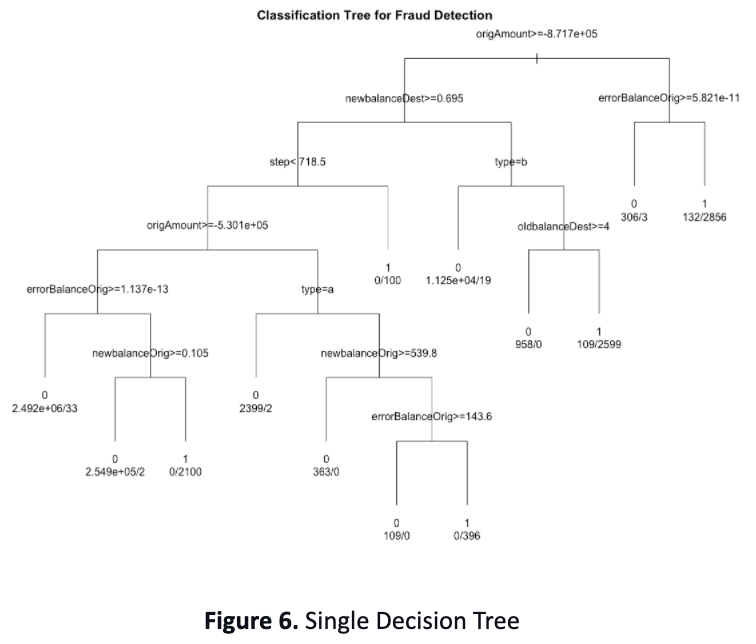 Classification Tree for Fraud Detection
origAmount>=-8.717e+05
newbalanceDest>=0.695
errorBalanceOrig>=5.821e-11
step< 718.5
type=b
0
306/3
1
132/2856
origAmount>=-5.301e+05
oldbalanceDest>=4
1
0/100
0
1.125e+04/19
errorBalanceOrig>=1.137e-13
type=a
0
958/0
1
109/2599
newbalanceOrig>=0.105
newbalanceOrig>=539.8
0
2.492e+06/33
0
2399/2
errorBalanceOrig>=143.6
0
2.549e+05/2
1
0/2100
0
363/0
0
109/0
1
0/396
Figure 6. Single Decision Tree